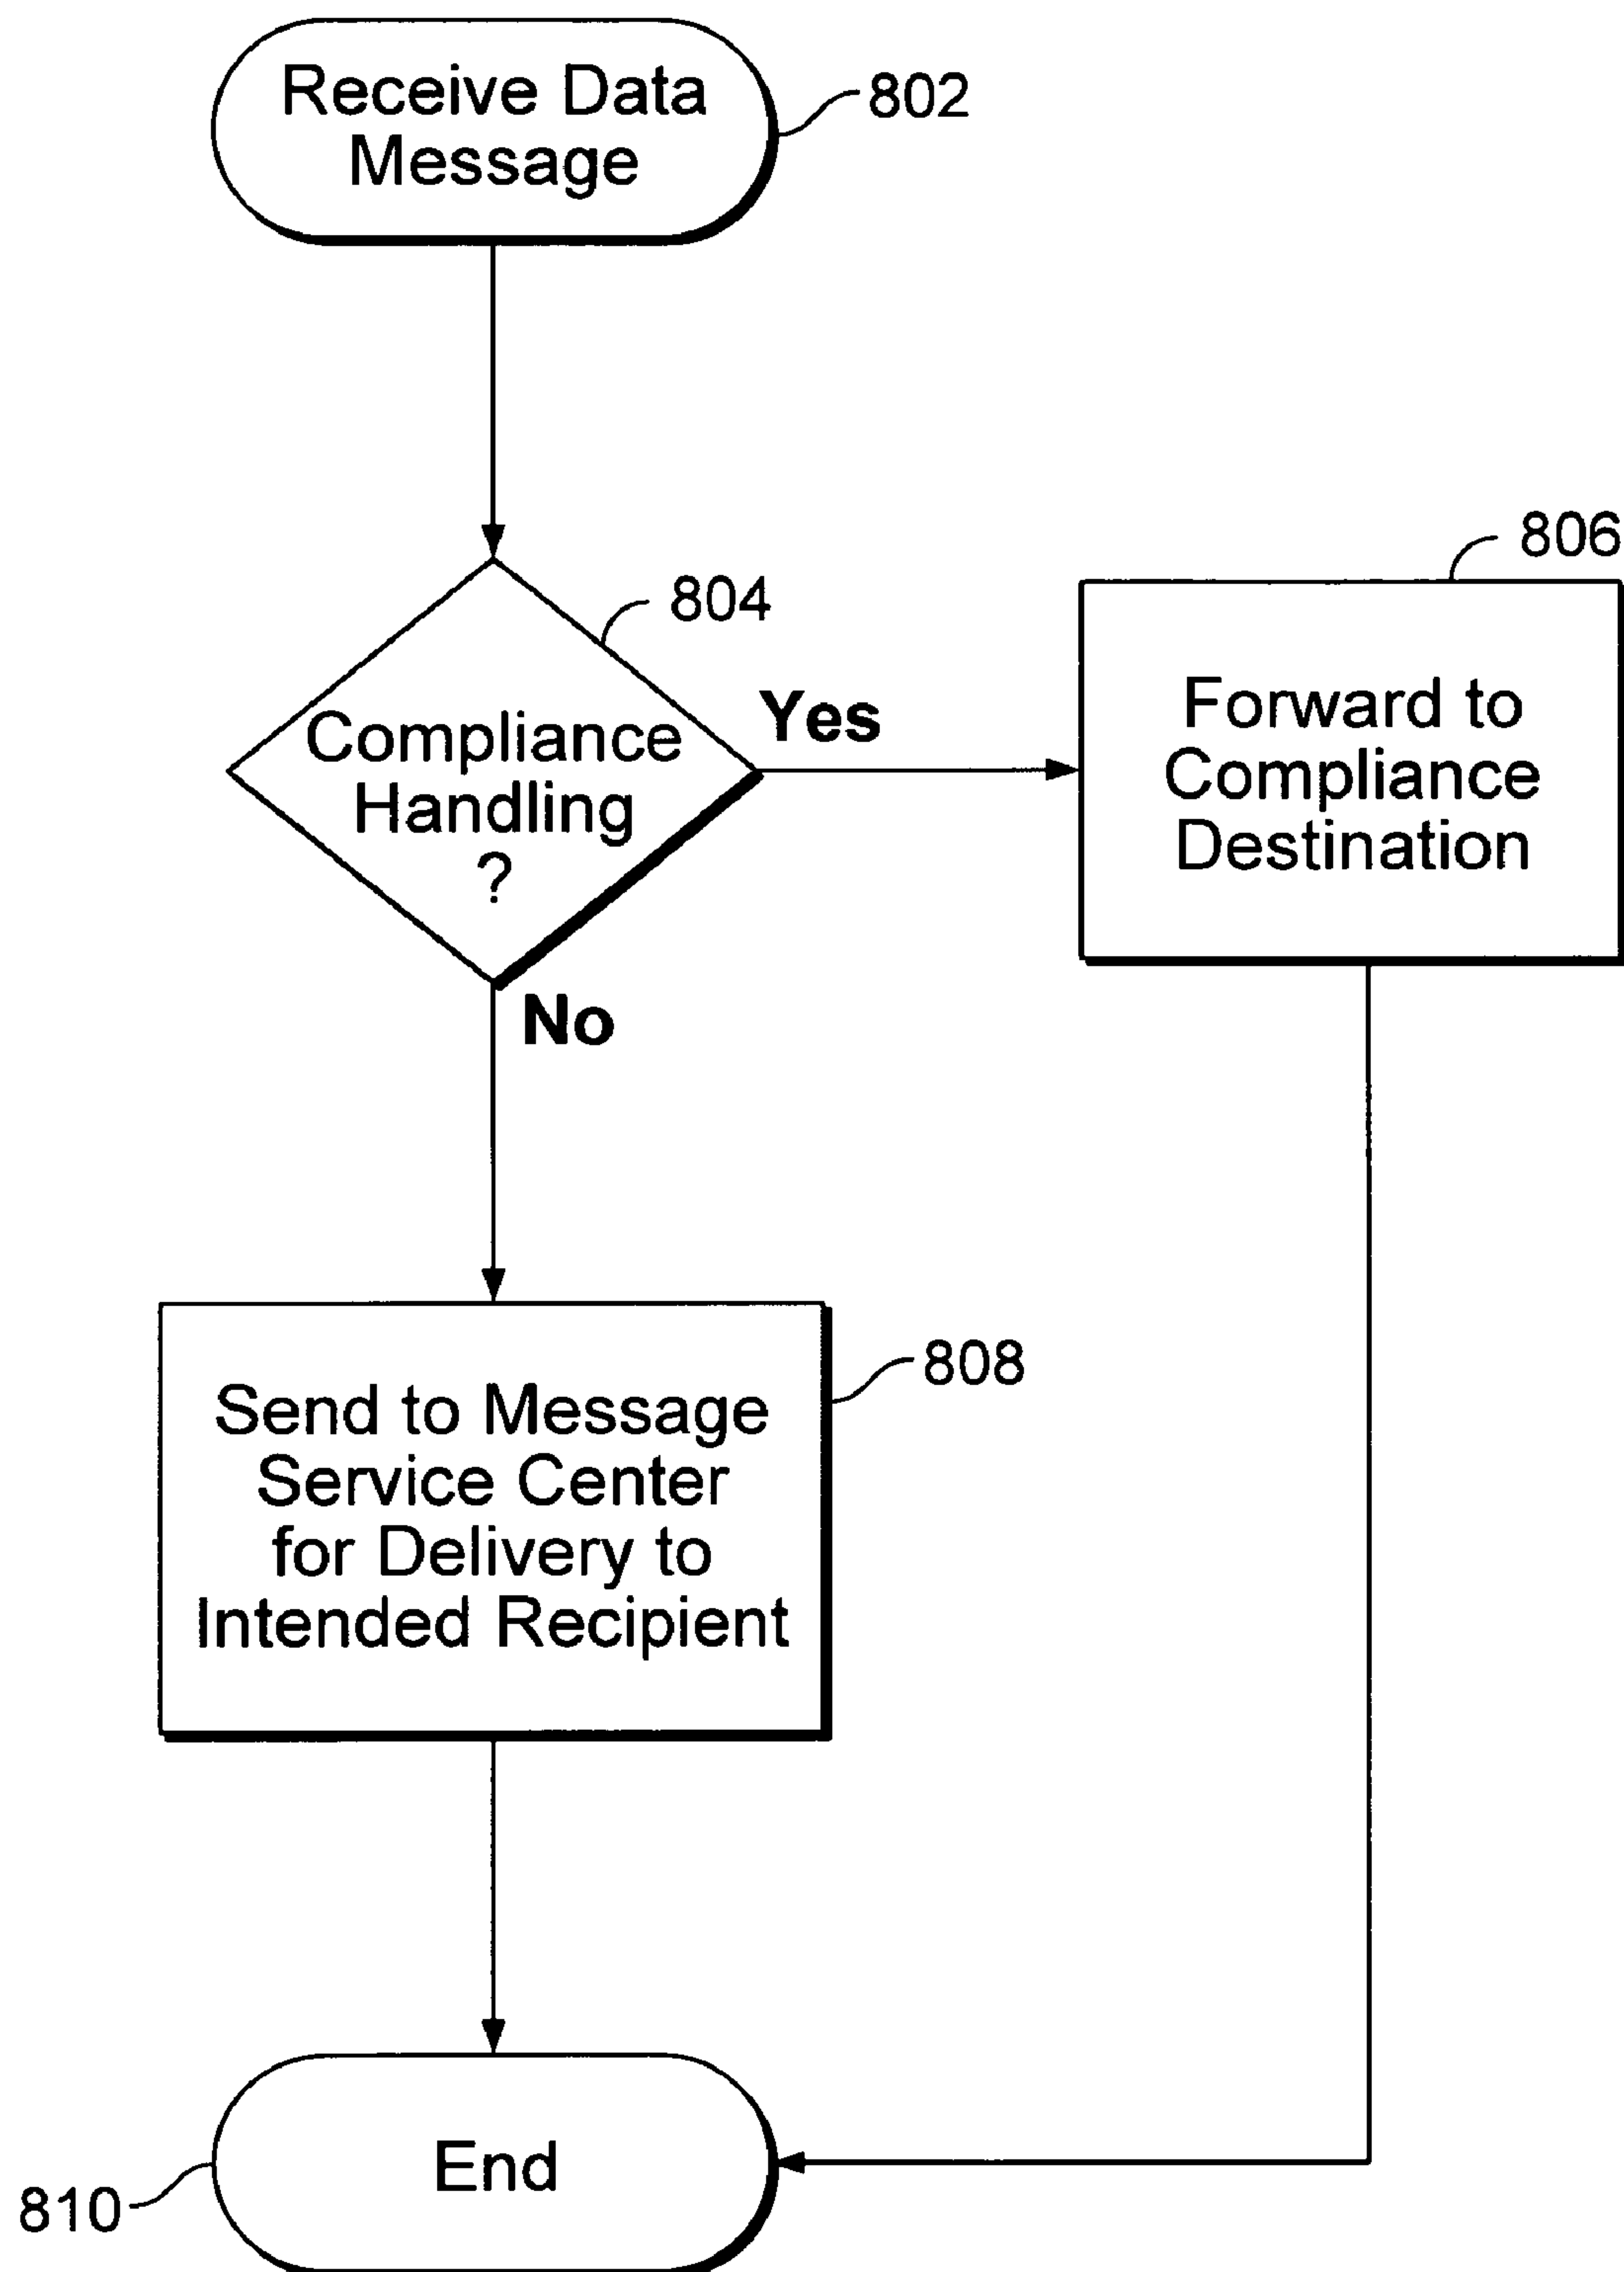 Receive Data
Message
802
804
Compliance
Handling
?
Yes
806
Forward to
Compliance
Destination
No
808
Send to Message
Service Center
for Delivery to
Intended Recipient
End
810